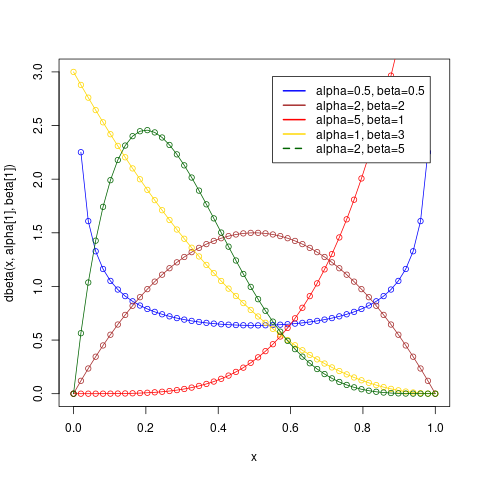 3.0
2.5
2.0
1.5
1.0
0.5
0.0
dbeta(x, alpha[1], beta[1])
alpha=0.5, beta=0.5
alpha=2, beta=2
alpha=5, beta=1
alpha=1, beta=3
alpha=2, beta=5
0.0 0.2 0.4 0.6 0.8 1.0
x